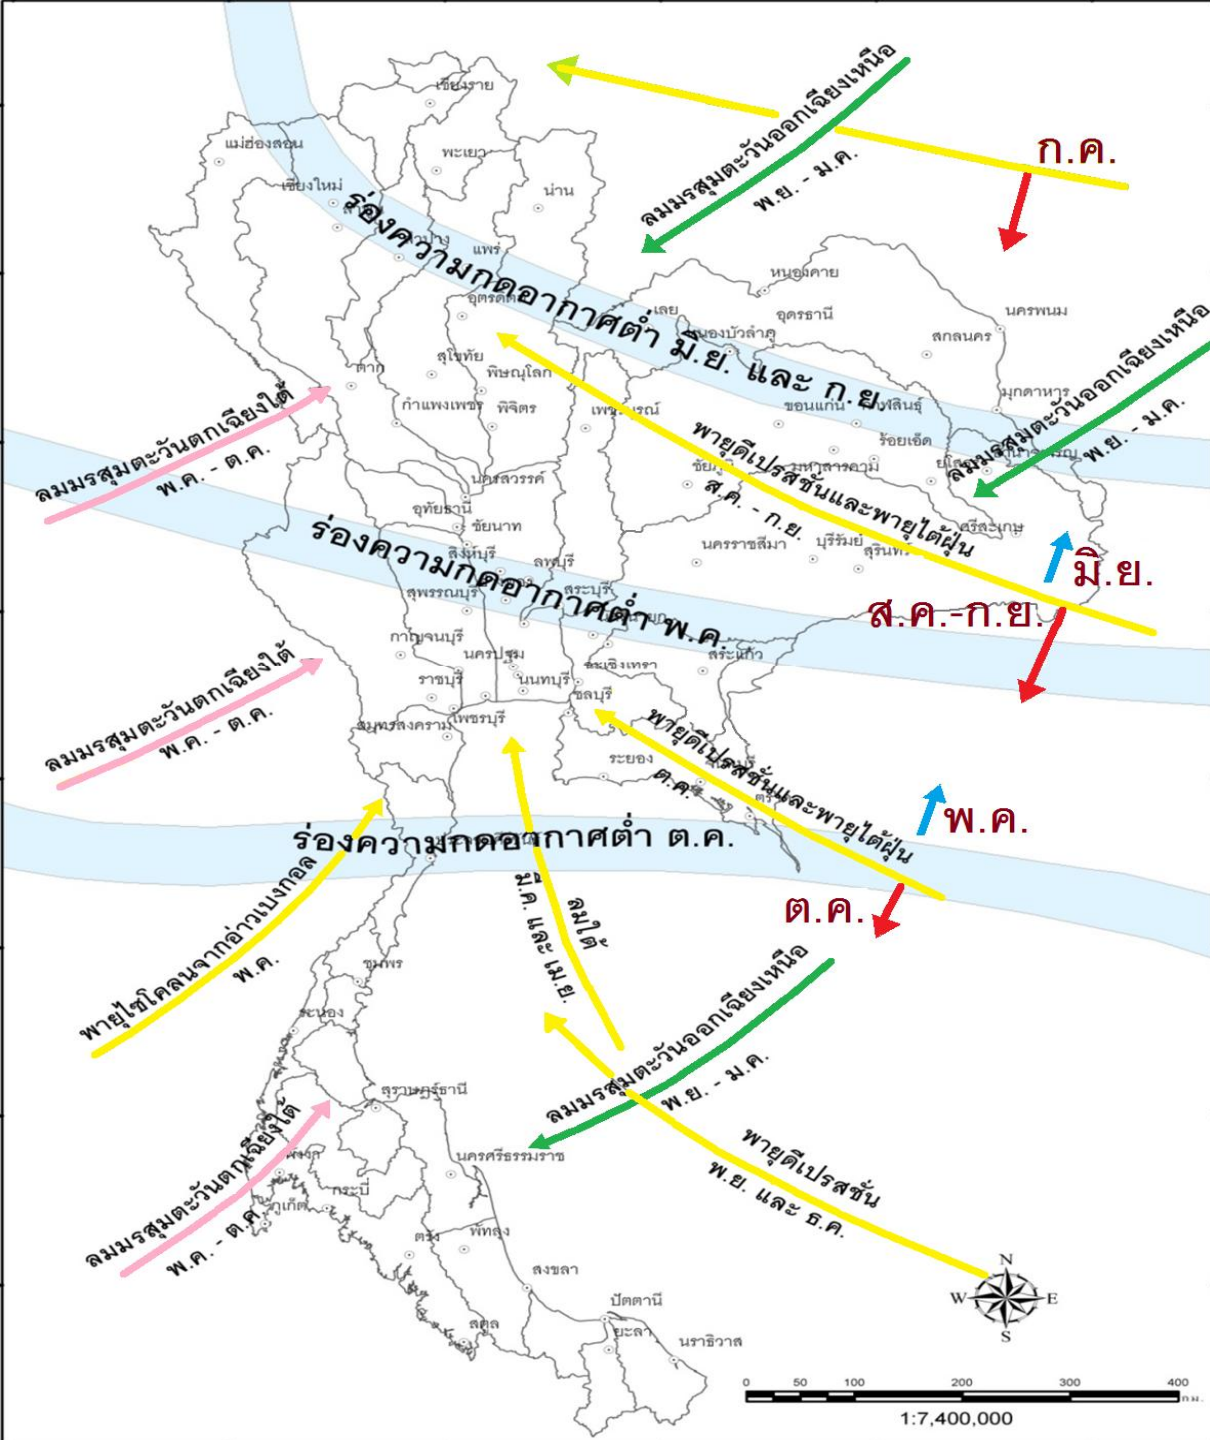 เชียงราย
ลมมรสุมตะวันออกเฉียงเหนือ
พ.ย. - ม.ค.
ก.ค.
แม่ฮ่องสอน
พะเยา
เชียงใหม่
น่าน
แพร่
ร่องความกดอากาศต่ำ มิ.ย. และ ก.ย.
หนองคาย
เลย
อุดรธานี
นครพนม
สกลนคร
ลมมรสุมตะวันออกเฉียงเหนือ
พ.ย. - ม.ค.
สุโขทัย
ตาก
พิษณุโลก
มุกดาหาร
กำแพงเพชร
พิจิตร
ขอนแก่น
ร้อยเอ็ด
ลมมรสุมตะวันตกเฉียงใต้
พ.ค. - ต.ค.
พายุดีเปรสชั่นและพายุไต้ฝุ่น
ส.ค. - ก.ย.
มหาสารคาม
นครสวรรค์
อุทัยธานี
ชัยนาท
ร่องความกดอากาศต่ำ พ.ค.
สิงห์บุรี
ลพบุรี
สระบุรี
นครราชสีมา
บุรีรัมย์
สุรินทร์
ศรีสะเกษ
มิ.ย.
ส.ค.-ก.ย.
สุพรรณบุรี
กาญจนบุรี
นครปฐม
ฉะเชิงเทรา
สระแก้ว
ราชบุรี
นนทบุรี
ชลบุรี
ลมมรสุมตะวันตกเฉียงใต้
พ.ค. - ต.ค.
สมุทรสงคราม
เพชรบุรี
ระยอง
พายุดีเปรสชั่นและพายุไต้ฝุ่น
ต.ค.
พ.ค.
ร่องความกดอากาศต่ำ ต.ค.
ต.ค.
พายุไซโคลนจากอ่าวเบงกอล
พ.ค.
ลมใต้
มี.ค. และ เม.ย.
ชุมพร
ระนอง
ลมมรสุมตะวันออกเฉียงเหนือ
พ.ย. - ม.ค.
สุราษฎร์ธานี
ลมมรสุมตะวันตกเฉียงใต้
พ.ค. - ต.ค.
นครศรีธรรมราช
พังงา
กระบี่
ภูเก็ต
พายุดีเปรสชั่น
พ.ย. และ ธ.ค.
ตรัง
พัทลุง
สงขลา
ปัตตานี
สตูล
ยะลา
นราธิวาส
N
W E
S
0 50 100 200 300 400
กม.
1:7,400,000